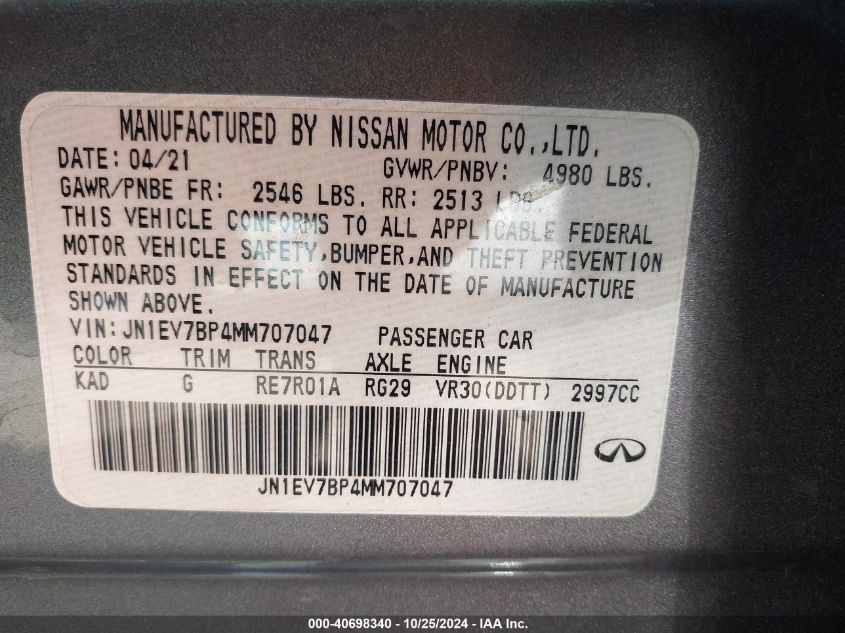 MANUFACTURED BY NISSAN MOTOR CO.,LTD.
DATE: 04/21 GVWR/PNBV: 4980 LBS.
GAWR/PNBE FR: 2546 LBS. RR: 2513 LBS.
THIS VEHICLE CONFORMS TO ALL APPLICABLE FEDERAL
MOTOR VEHICLE SAFETY,BUMPER,AND THEFT PREVENTION
STANDARDS IN EFFECT ON THE DATE OF MANUFACTURE
SHOWN ABOVE.
VIN:JN1EV7BP4MM707047 PASSENGER CAR
COLOR TRIM TRANS AXLE ENGINE
KAD G RE7R01A RG29 VR30(DDTT) 2997CC
JN1EV7BP4MM707047
000-40698340 - 10/25/2024 - IAA Inc.